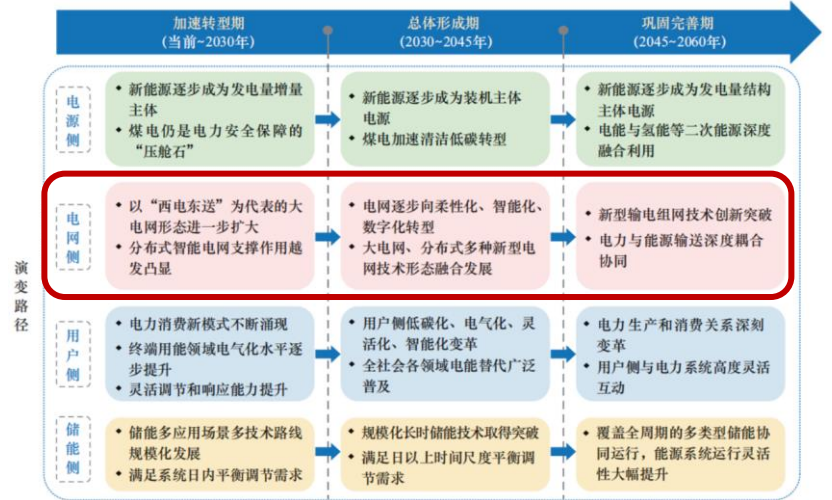 加速转型期
(当前~2030年)
总体形成期
(2030~2045年)
巩固完善期
(2045~2060年)
演变路径
电源侧
◆ 新能源逐步成为发电量增量
主体
◆ 煤电仍是电力安全保障的
“压舱石”
◆ 新能源逐步成为装机主体
电源
◆ 煤电加速清洁低碳转型
◆ 新能源逐步成为发电量结构
主体电源
◆ 电能与氢能等二次能源深度
融合利用
电网侧
◆ 以“西电东送”为代表的大
电网形态进一步扩大
◆ 分布式智能电网支撑作用越
发凸显
◆ 电网逐步向柔性化、智能化、
数字化转型
◆ 大电网、分布式多种新型电
网技术形态融合发展
◆ 新型输电组网技术创新突破
◆ 电力与能源输送深度耦合
协同
用户侧
◆ 电力消费新模式不断涌现
◆ 终端用能领域电气化水平逐
步提升
◆ 灵活调节和响应能力提升
◆ 用户侧低碳化、电气化、灵
活化、智能化变革
◆ 全社会各领域电能替代广泛
普及
◆ 电力生产和消费关系深刻
变革
◆ 用户侧与电力系统高度灵活
互动
储能侧
◆ 储能多应用场景多技术路线
规模化发展
◆ 满足系统日内平衡调节需求
◆ 规模化长时储能技术取得突破
◆ 满足日以上时间尺度平衡调
节需求
◆ 覆盖全周期的多类型储能协
同运行，能源系统运行灵活
性大幅提升